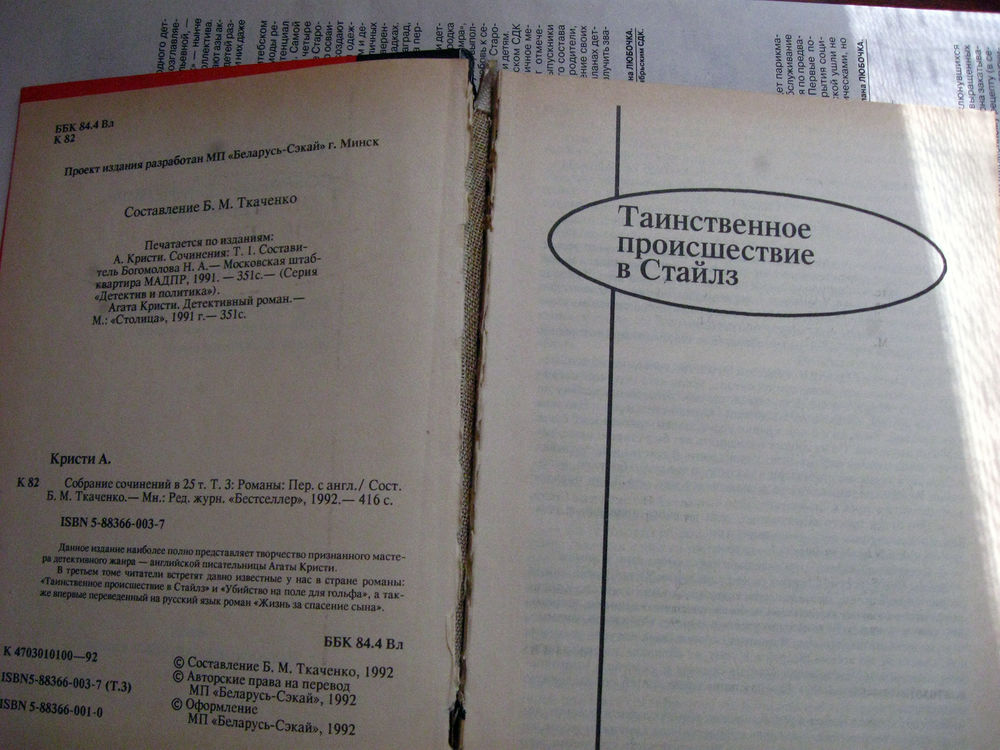 ББК 84.4 Вл
К 82
Проект издания разработан МП «Беларусь-Сэкай» г. Минск
Составление Б. М. Ткаченко
Печатается по изданиям:
А. Кристи. Сочинения: Т. 1. Состави-
тель Богомолова Н. А.— Московская штаб-
квартира МАДПР, 1991. — 351с.— (Серия
«Детектив и политика»).
Агата Кристи. Детективный роман.—
М.: «Столица», 1991 г.— 351с.
Кристи А.
К 82 Собрание сочинений в 25 т. Т. 3: Романы: Пер. с англ./ Сост.
Б. М. Ткаченко.— Мн.: Ред. журн. «Бестселлер», 1992.— 416 с.
ISBN 5-88366-003-7
Данное издание наиболее полно представляет творчество признанного масте-
ра детективного жанра — английской писательницы Агаты Кристи.
В третьем томе читатели встретят давно известные у нас в стране романы:
«Таинственное происшествие в Стайлз» и «Убийство на поле для гольфа», а так-
же впервые переведенный на русский язык роман «Жизнь за спасение сына».
ББК 84.4 Вл
К 4703010100—92
ISBN5-88366-003-7 (Т.3)
ISBN 5-88366-001-0
© Составление Б. М. Ткаченко, 1992
© Авторские права на перевод
МП «Беларусь-Сэкай», 1992
© Оформление
МП «Беларусь-Сэкай», 1992
Таинственное
происшествие
в Стайлз